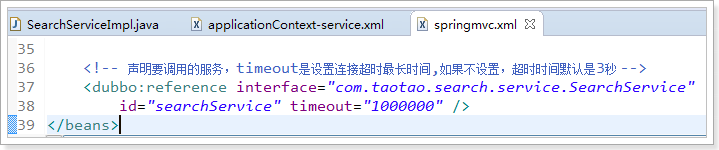 SearchServiceImpl.java applicationContext-service.xml springmvc.xml
35
36 <!-- 声明要调用的服务，timeout是设置连接超时最长时间,如果不设置，超时时间默认是3秒 -->
37 <dubbo:reference interface="com.taotao.search.service.SearchService"
38 id="searchService" timeout="1000000" />
39 </beans>